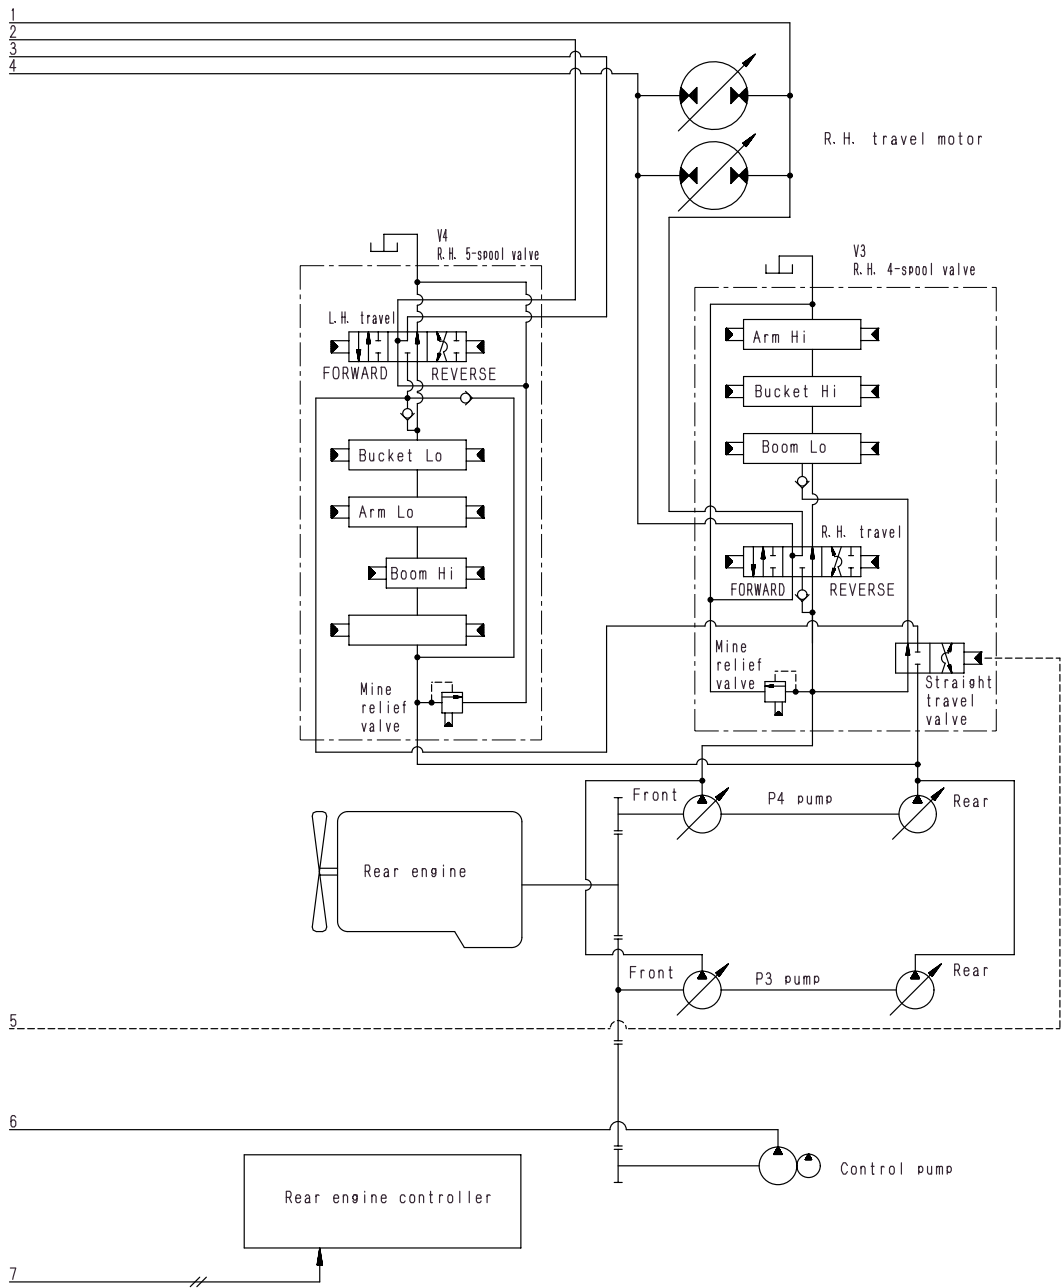 1
2
3
4
R.H. travel motor
V4
R.H. 5-spool valve
V3
R.H. 4-spool valve
L.H. travel
FORWARD
REVERSE
Bucket Lo
Arm Lo
Boom Hi
Mine
relief
valve
Arm Hi
Bucket Hi
Boom Lo
R.H. travel
FORWARD
REVERSE
Mine
relief
valve
Straight
travel
valve
Front
P4 pump
Rear
Rear engine
Front
P3 pump
Rear
5
6
Control pump
Rear engine controller
7